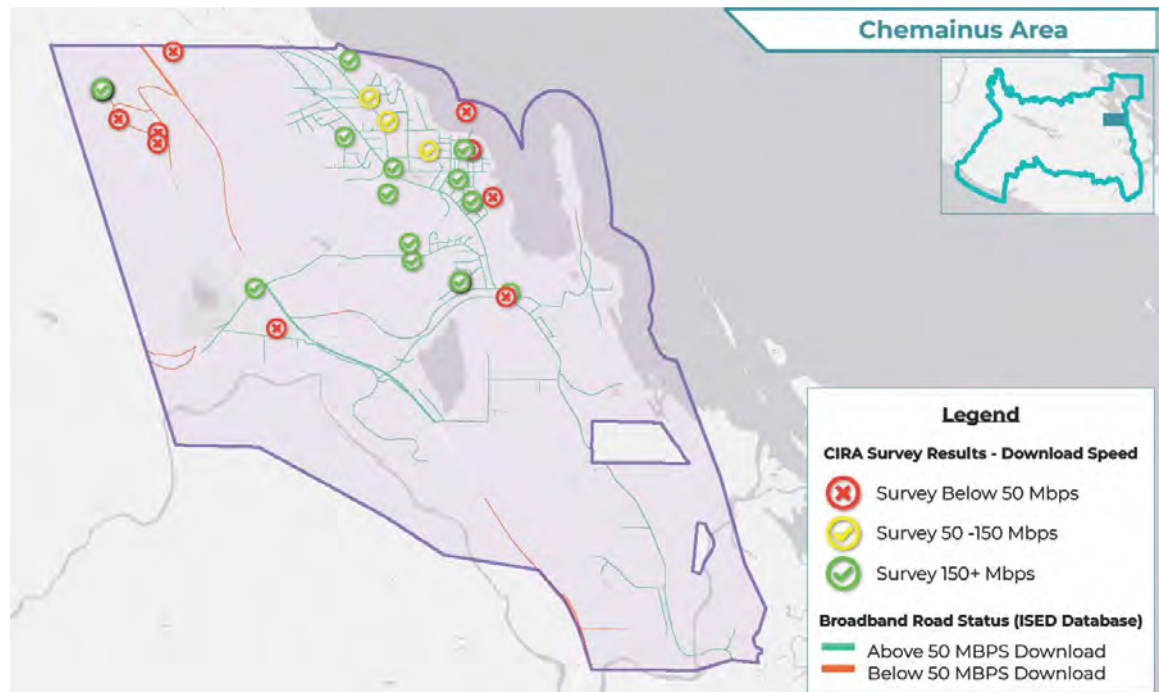 Chemainus Area
Legend
CIRA Survey Results - Download Speed
Survey Below 50 Mbps
Survey 50 -150 Mbps
Survey 150+ Mbps
Broadband Road Status (ISED Database)
Above 50 MBPS Download
Below 50 MBPS Download